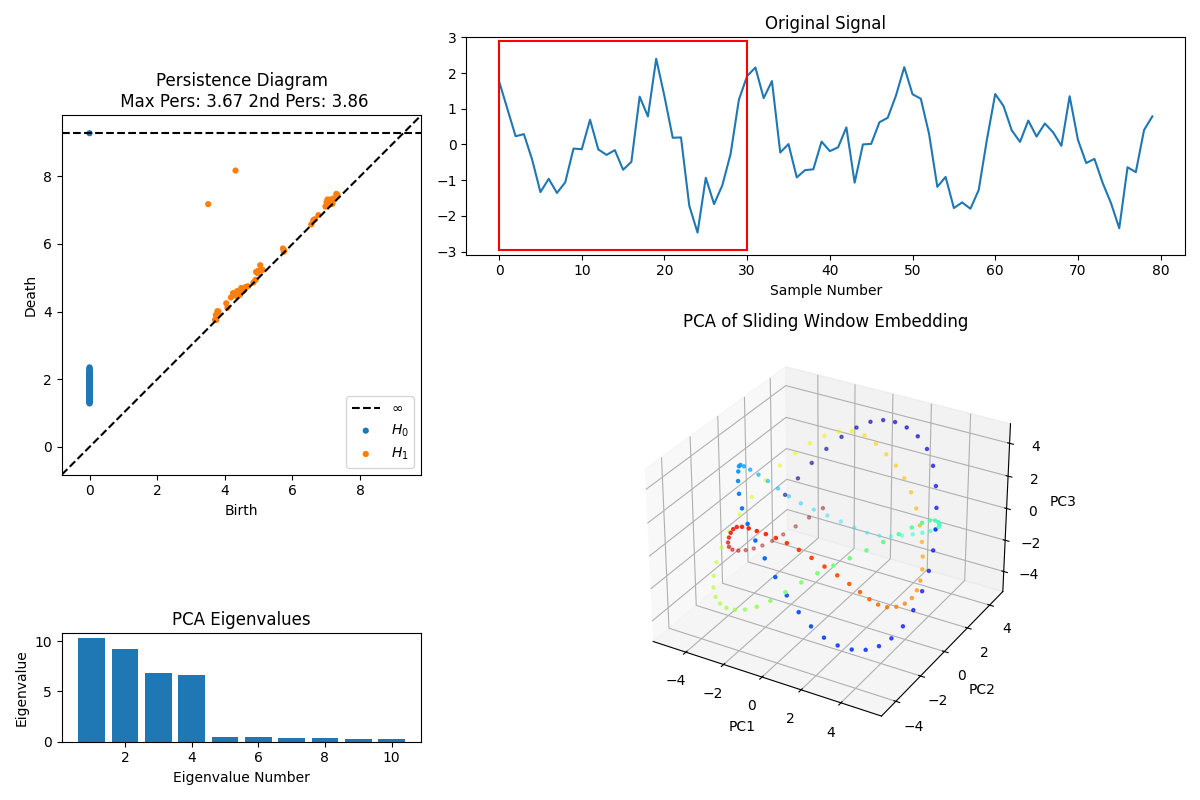 Persistence Diagram
Max Pers: 3.67 2nd Pers: 3.86
Death
8
6
4
2
0
0 2 4 6 8
Birth
∞
H₀
H₁
Original Signal
3
2
1
0
−1
−2
−3
0 10 20 30 40 50 60 70 80
Sample Number
PCA of Sliding Window Embedding
4
2
0
−2
−4
PC3
4
2
0
−2
−4
PC2
−4
−2
0
2
4
PC1
PCA Eigenvalues
Eigenvalue
10
5
0
2 4 6 8 10
Eigenvalue Number